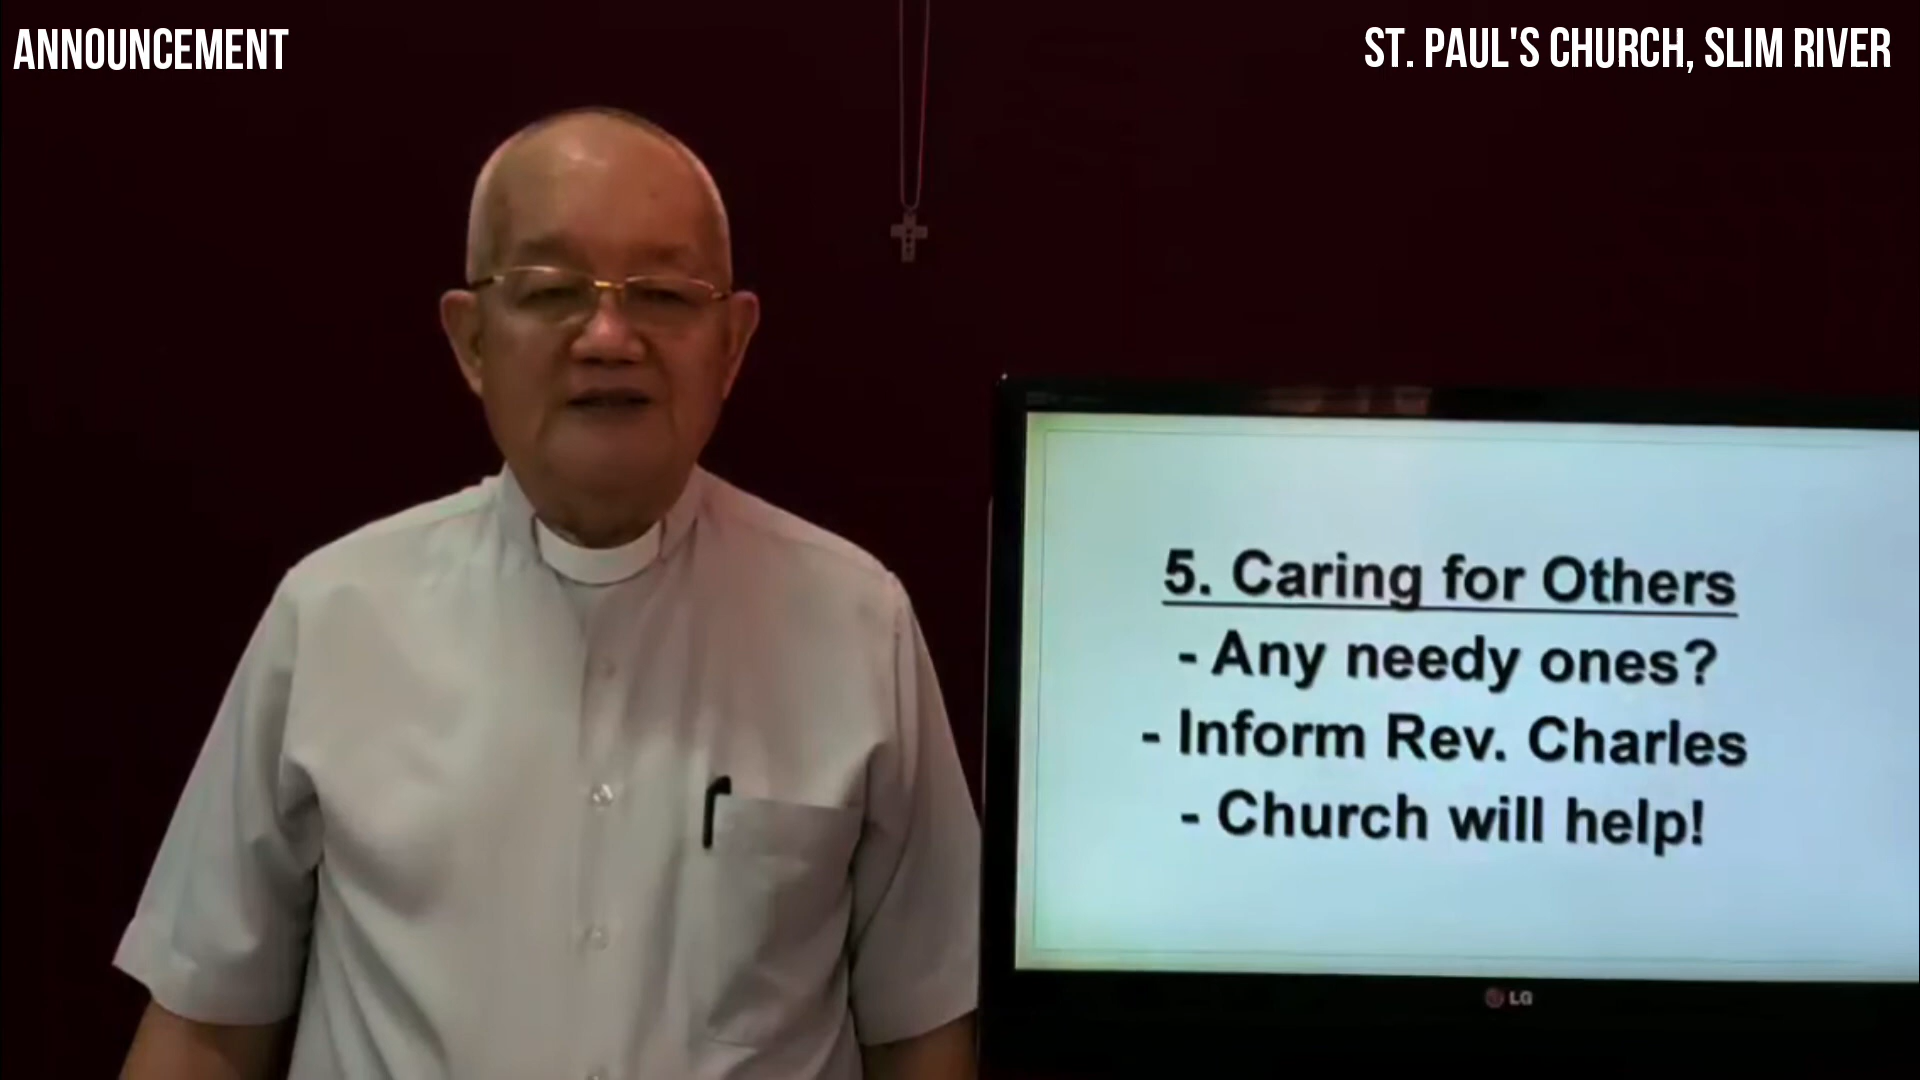 ANNOUNCEMENT
ST. PAUL'S CHURCH, SLIM RIVER
5. Caring for Others
- Any needy ones?
- Inform Rev. Charles
- Church will help!
LG